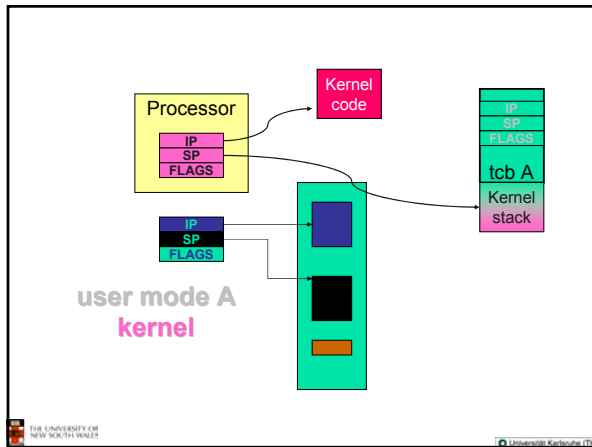 Kernel
code
Processor
IP
SP
FLAGS
IP
SP
FLAGS
tcb A
Kernel
stack
IP
SP
FLAGS
user mode A
kernel
THE UNIVERSITY OF
NEW SOUTH WALES
© Universität Karlsruhe (TH